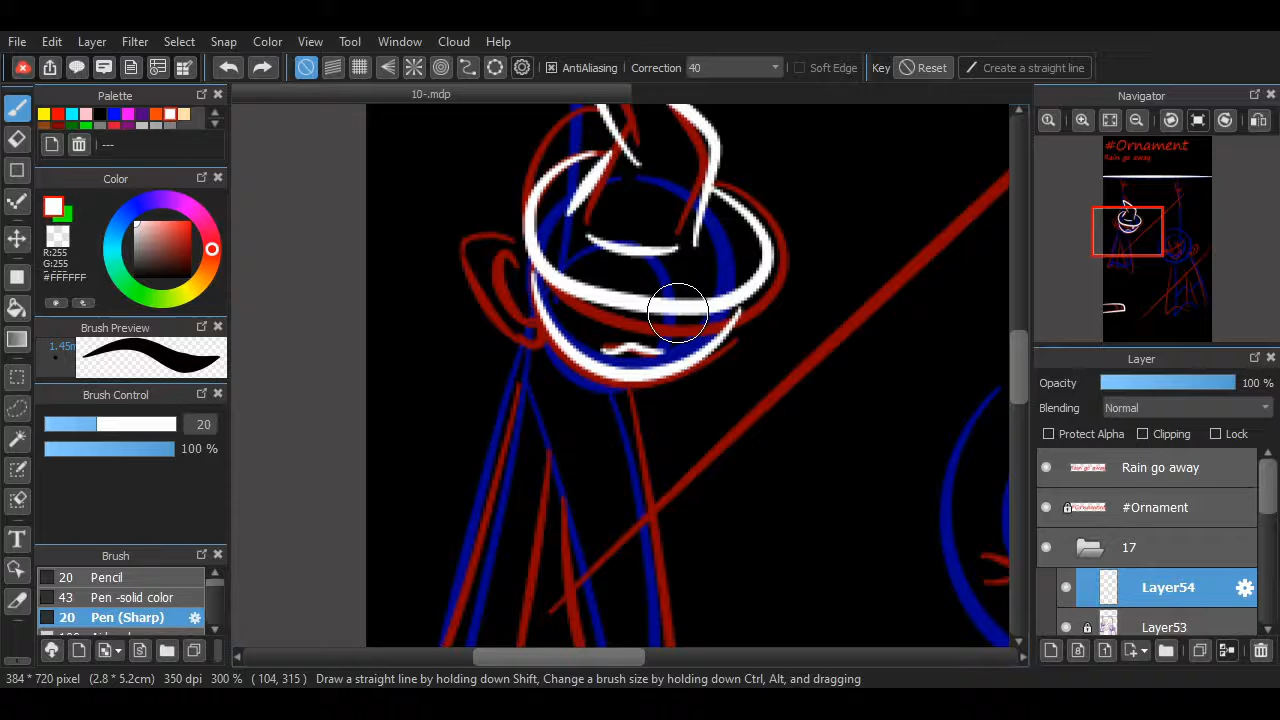 File Edit Layer Filter Select Snap Color View Tool Window Cloud Help
AntiAliasing Correction 40 Soft Edge Key Reset Create a straight line
Palette
10-.mdp
Navigator
---
#Ornament
Rain go away
Color
R:255
G:255
B:255
#FFFFFF
Brush Preview
1.45m
Brush Control
20
100 %
Layer
Opacity 100 %
Blending Normal
Protect Alpha Clipping Lock
Rain go away
#Ornament
17
Layer54
Layer53
Brush
20 Pencil
43 Pen -solid color
20 Pen (Sharp)
T
384 * 720 pixel (2.8 * 5.2cm) 350 dpi 300 % ( 104, 315 ) Draw a straight line by holding down Shift, Change a brush size by holding down Ctrl, Alt, and dragging